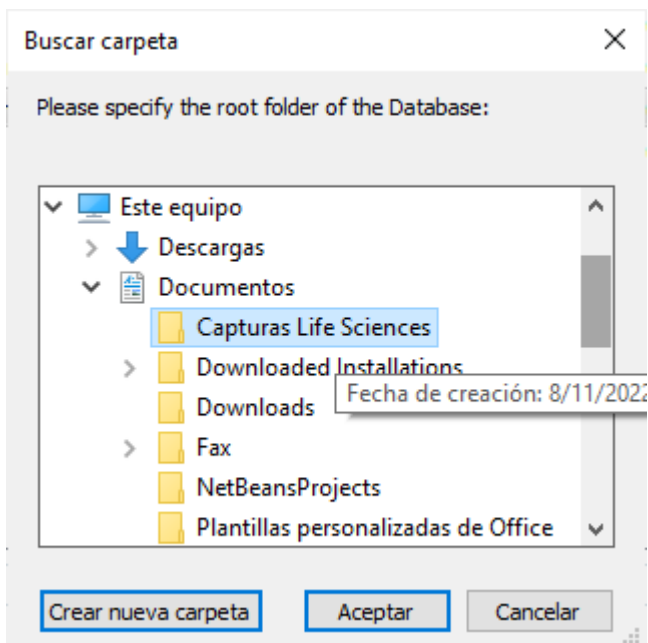 Buscar carpeta
Please specify the root folder of the Database:
Este equipo
Descargas
Documentos
Capturas Life Sciences
Downloaded Installations
Fecha de creación: 8/11/2022
Downloads
Fax
NetBeansProjects
Plantillas personalizadas de Office
Crear nueva carpeta Aceptar Cancelar